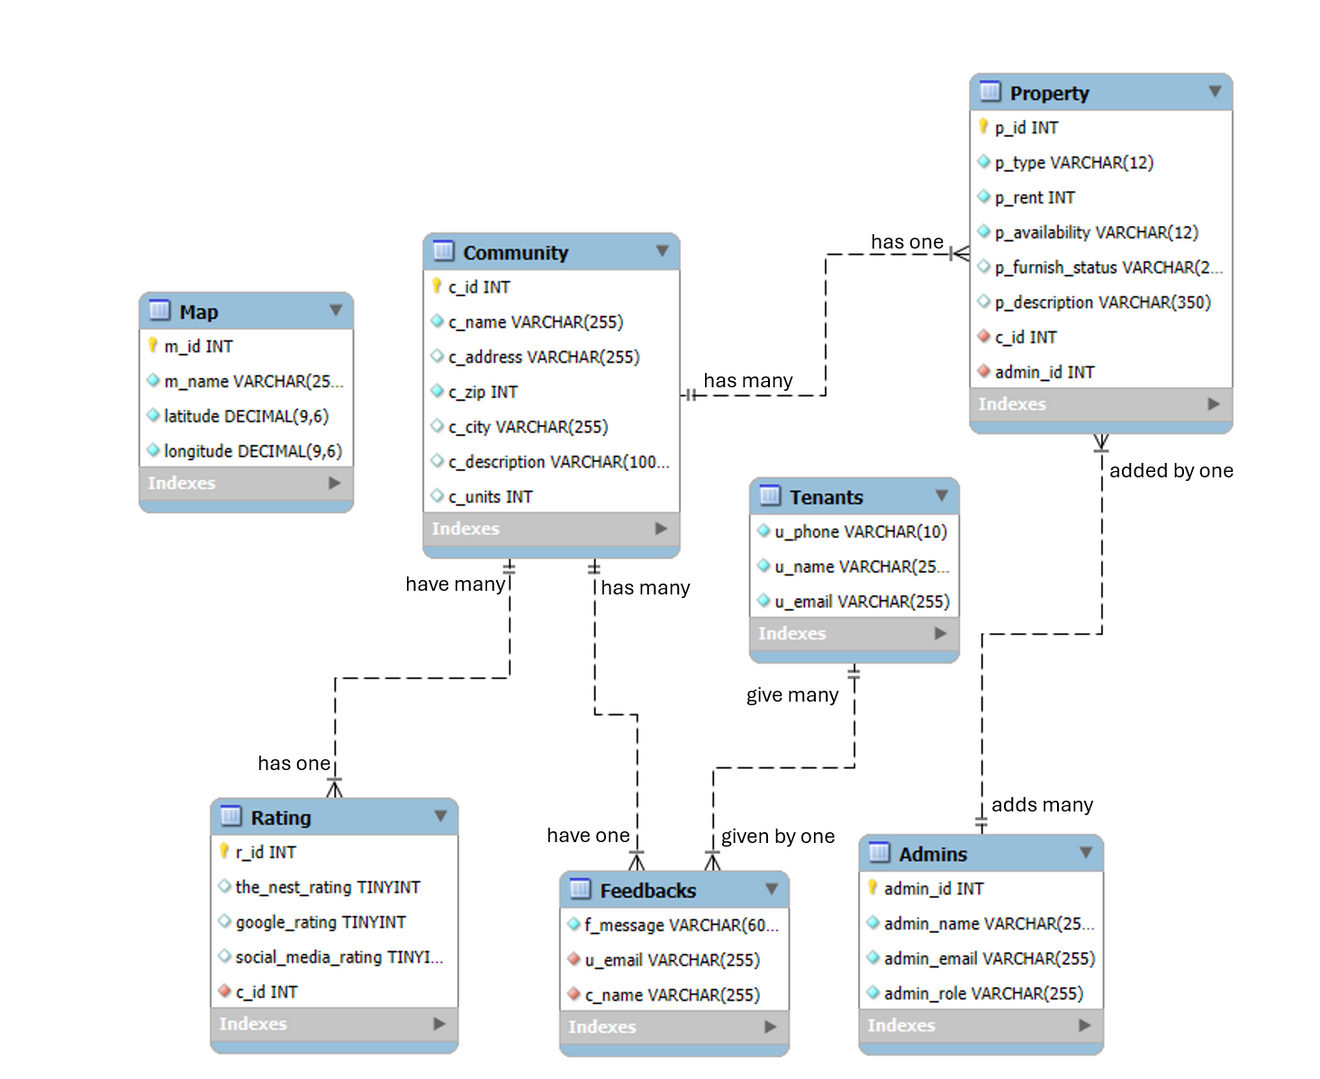 Property
p_id INT
p_type VARCHAR(12)
p_rent INT
p_availability VARCHAR(12)
p_furnish_status VARCHAR(2...
p_description VARCHAR(350)
c_id INT
admin_id INT
Indexes
has one
Community
c_id INT
c_name VARCHAR(255)
c_address VARCHAR(255)
c_zip INT
c_city VARCHAR(255)
c_description VARCHAR(100...
c_units INT
Indexes
has many
Map
m_id INT
m_name VARCHAR(25...
latitude DECIMAL(9,6)
longitude DECIMAL(9,6)
Indexes
added by one
Tenants
u_phone VARCHAR(10)
u_name VARCHAR(25...
u_email VARCHAR(255)
Indexes
have many
has many
give many
has one
have one
given by one
adds many
Rating
r_id INT
the_nest_rating TINYINT
google_rating TINYINT
social_media_rating TINYI...
c_id INT
Indexes
Feedbacks
f_message VARCHAR(60...
u_email VARCHAR(255)
c_name VARCHAR(255)
Indexes
Admins
admin_id INT
admin_name VARCHAR(25...
admin_email VARCHAR(255)
admin_role VARCHAR(255)
Indexes